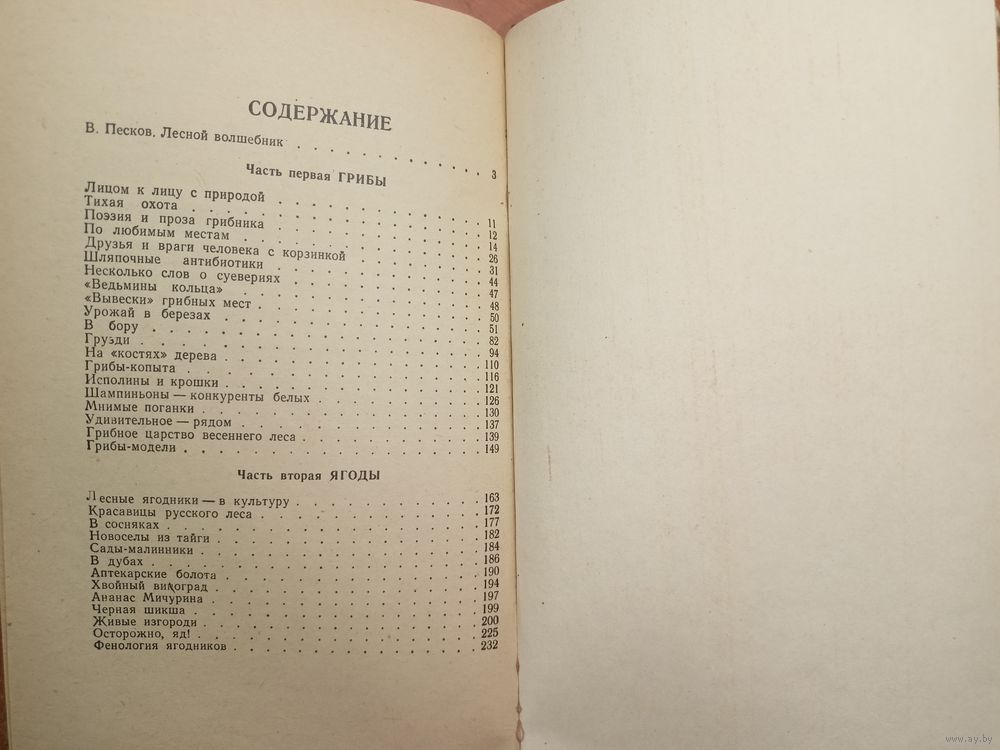 СОДЕРЖАНИЕ
В. Песков. Лесной волшебник . . . . . . . . . . 3
Часть первая ГРИБЫ
Лицом к лицу с природой . . . . . . . . . . 11
Тихая охота . . . . . . . . . . 12
Поэзия и проза грибника . . . . . . . . . . 14
По любимым местам . . . . . . . . . . 26
Друзья и враги человека с корзинкой . . . . . . . . . . 31
Шляпочные антибиотики . . . . . . . . . . 44
Несколько слов о суевериях . . . . . . . . . . 47
«Ведьмины кольца» . . . . . . . . . . 48
«Вывески» грибных мест . . . . . . . . . . 50
Урожай в березах . . . . . . . . . . 51
В бору . . . . . . . . . . 82
Грузди . . . . . . . . . . 94
На «костях» дерева . . . . . . . . . . 110
Грибы-копыта . . . . . . . . . . 116
Исполины и крошки . . . . . . . . . . 121
Шампиньоны — конкуренты белых . . . . . . . . . . 126
Мнимые поганки . . . . . . . . . . 130
Удивительное — рядом . . . . . . . . . . 137
Грибное царство весеннего леса . . . . . . . . . . 139
Грибы-модели . . . . . . . . . . 149
Часть вторая ЯГОДЫ
Лесные ягодники — в культуру . . . . . . . . . . 163
Красавицы русского леса . . . . . . . . . . 172
В сосняках . . . . . . . . . . 177
Новоселы из тайги . . . . . . . . . . 182
Сады-малинники . . . . . . . . . . 184
В дубах . . . . . . . . . . 186
Аптекарские болота . . . . . . . . . . 190
Хвойный виноград . . . . . . . . . . 194
Ананас Мичурина . . . . . . . . . . 197
Черная шикша . . . . . . . . . . 199
Живые изгороди . . . . . . . . . . 200
Осторожно, яд! . . . . . . . . . . 225
Фенология ягодников . . . . . . . . . . 232
www.ay.by